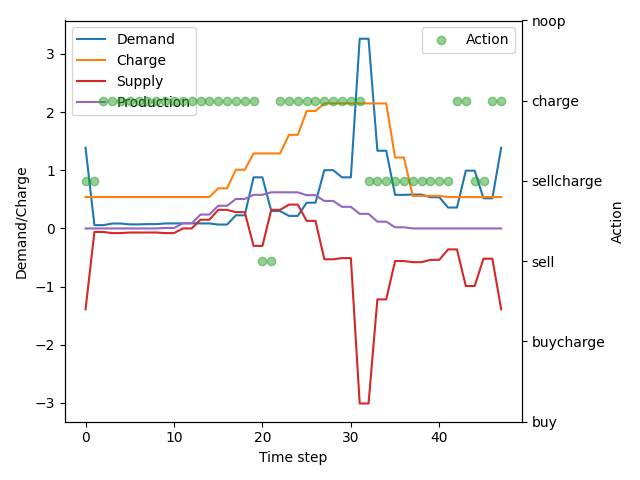 Demand
Charge
Supply
Production
Action
3
2
1
0
−1
−2
−3
Demand/Charge
0
10
20
30
40
Time step
noop
charge
sellcharge
sell
buycharge
buy
Action